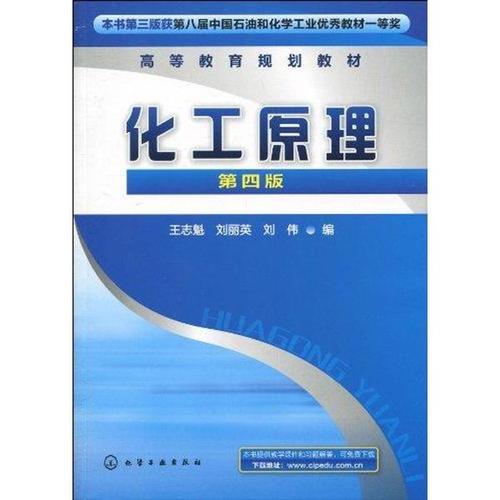 本书第三版获第八届中国石油和化学工业优秀教材一等奖
高等教育规划教材
化工原理
第四版
王志魁 刘丽英 刘伟 编
HUAGONG YUANLI
本书提供教学课件和习题解答,可免费下载
下载地址:www.cipedu.com.cn
化学工业出版社